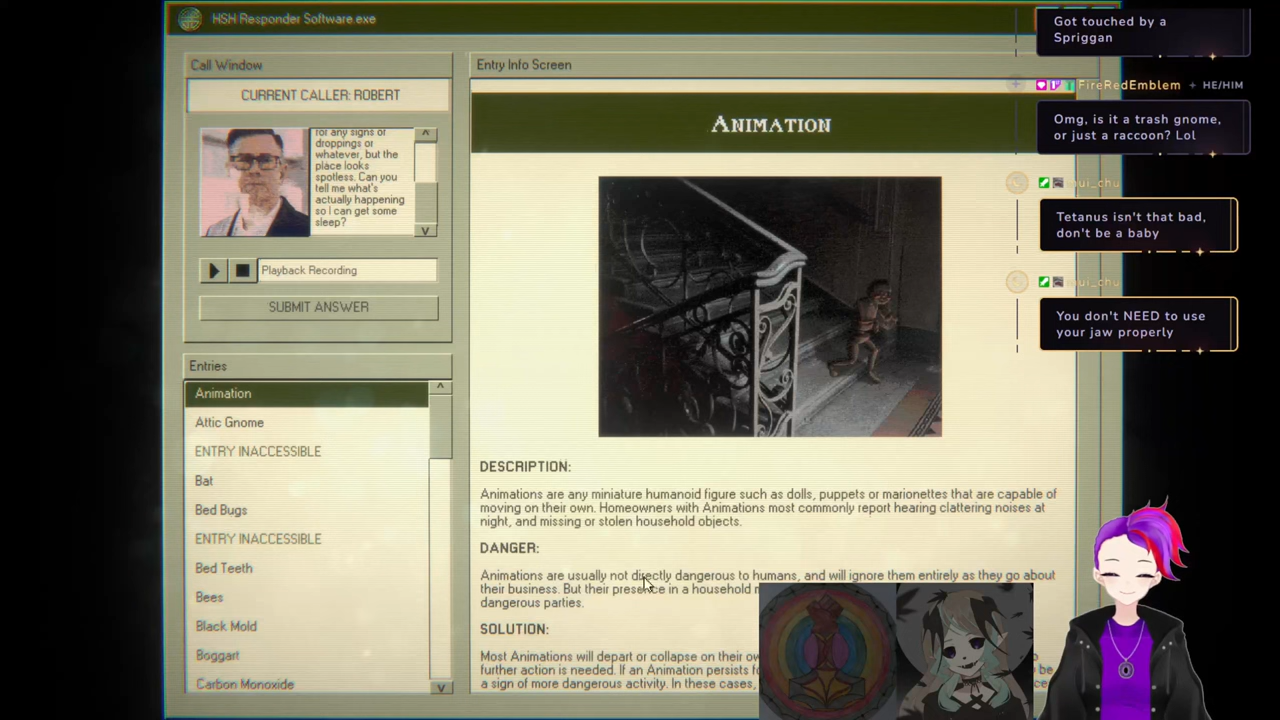 HSH Responder Software.exe
Call Window
CURRENT CALLER: ROBERT
for any signs of
droppings or
whatever, but the
place looks
spotless. Can you
tell me what's
actually happening
so I can get some
sleep?
Playback Recording
SUBMIT ANSWER
Entries
Animation
Attic Gnome
ENTRY INACCESSIBLE
Bat
Bed Bugs
ENTRY INACCESSIBLE
Bed Teeth
Bees
Black Mold
Boggart
Carbon Monoxide
Entry Info Screen
ANIMATION
DESCRIPTION:
Animations are any miniature humanoid figure such as dolls, puppets or marionettes that are capable of
moving on their own. Homeowners with Animations most commonly report hearing clattering noises at
night, and missing or stolen household objects.
DANGER:
Animations are usually not directly dangerous to humans, and will ignore them entirely as they go about
their business. But their presence in a household
dangerous parties.
SOLUTION:
Most Animations will depart or collapse on their
further action is needed. If an Animation persists
be
a sign of more dangerous activity. In these cases,
Got touched by a
Spriggan
FireRedEmblem + HE/HIM
Omg, is it a trash gnome,
or just a raccoon? Lol
Tetanus isn't that bad,
don't be a baby
You don't NEED to use
your jaw properly